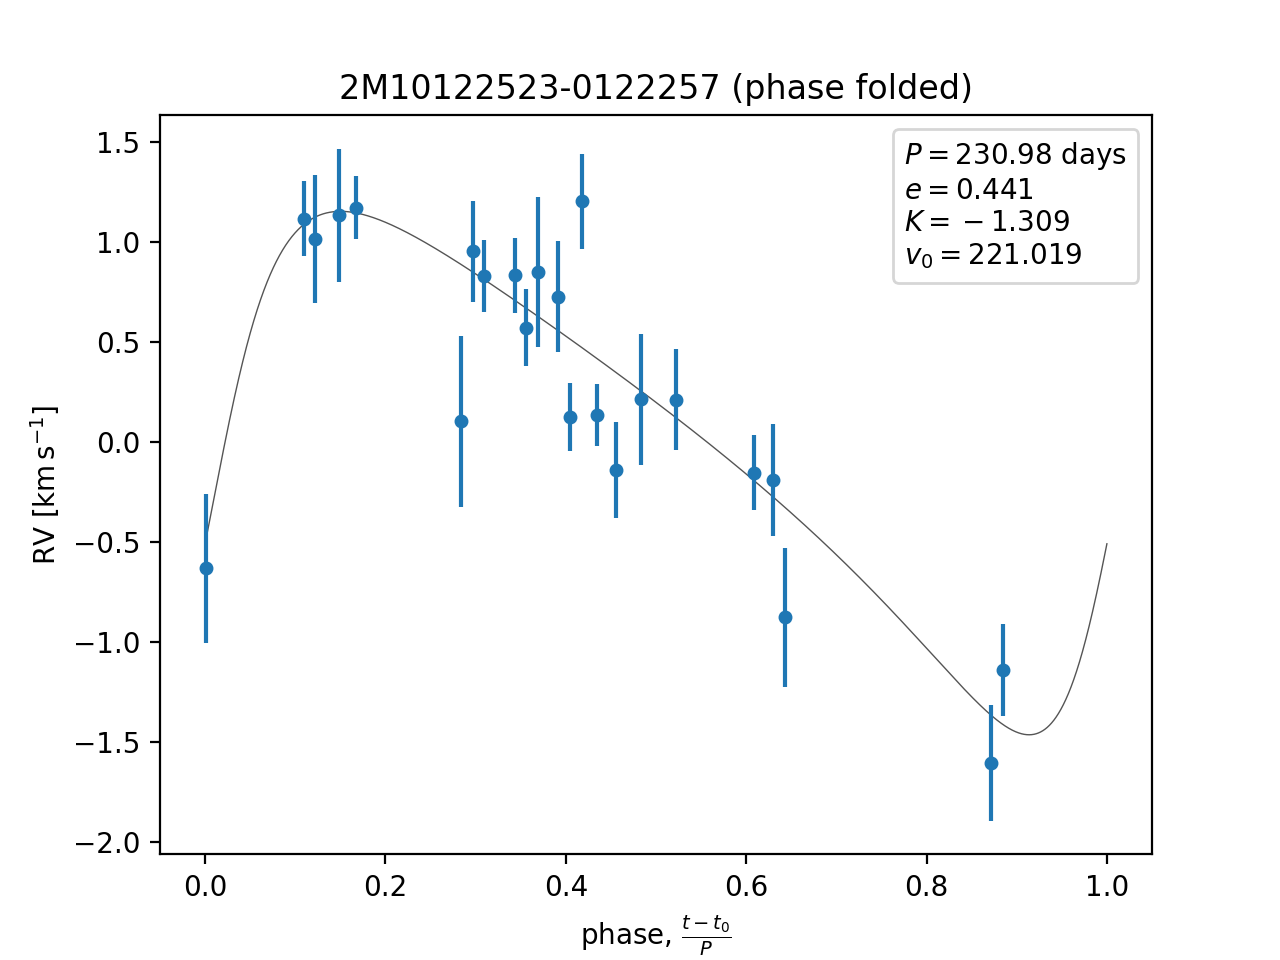 2M10122523-0122257 (phase folded)
P = 230.98 days
e = 0.441
K = −1.309
v₀ = 221.019
RV [km s⁻¹]
1.5
1.0
0.5
0.0
−0.5
−1.0
−1.5
−2.0
0.0 0.2 0.4 0.6 0.8 1.0
phase, (t − t₀)/P